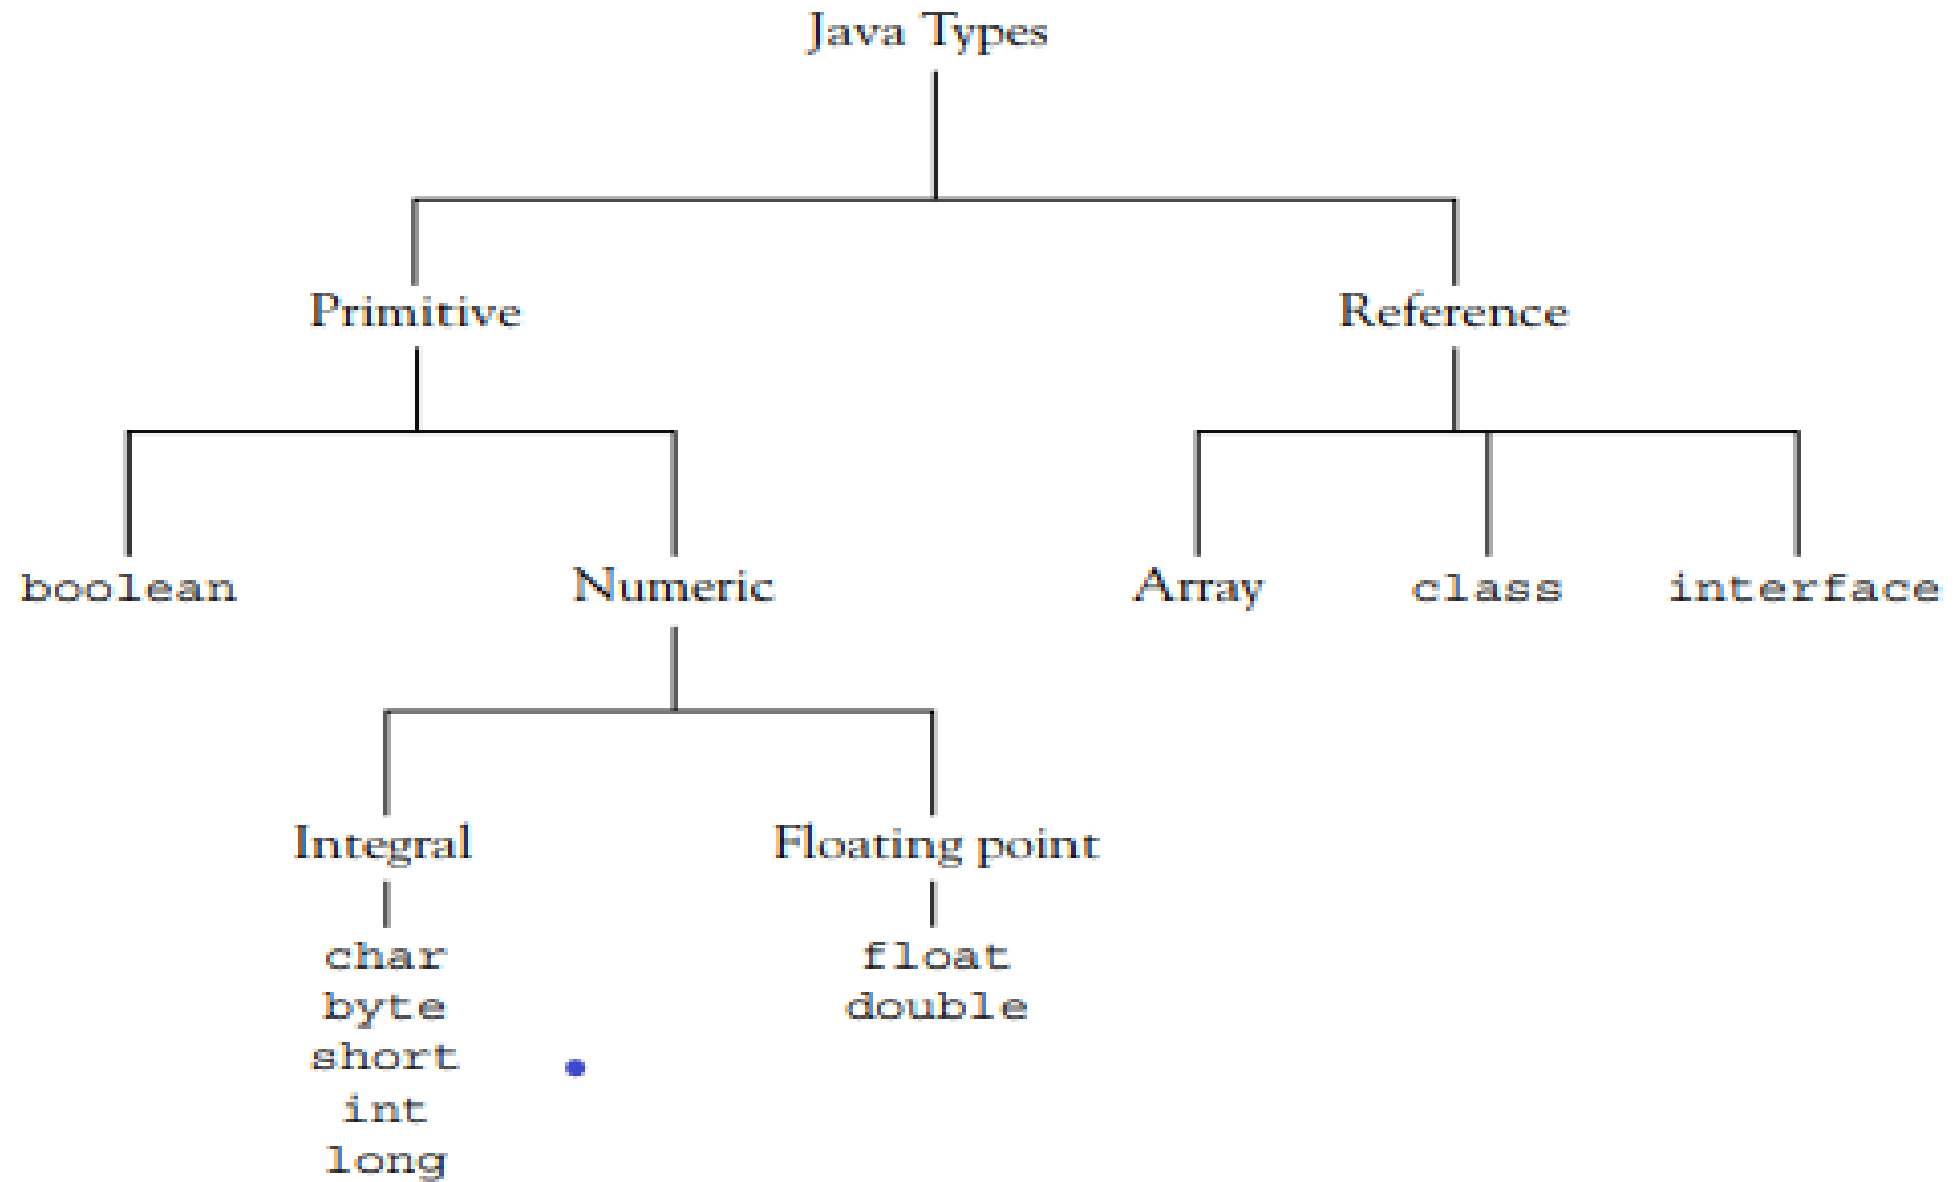 Java Types
Primitive Reference
boolean Numeric Array class interface
Integral Floating point
char float
byte double
short
int
long